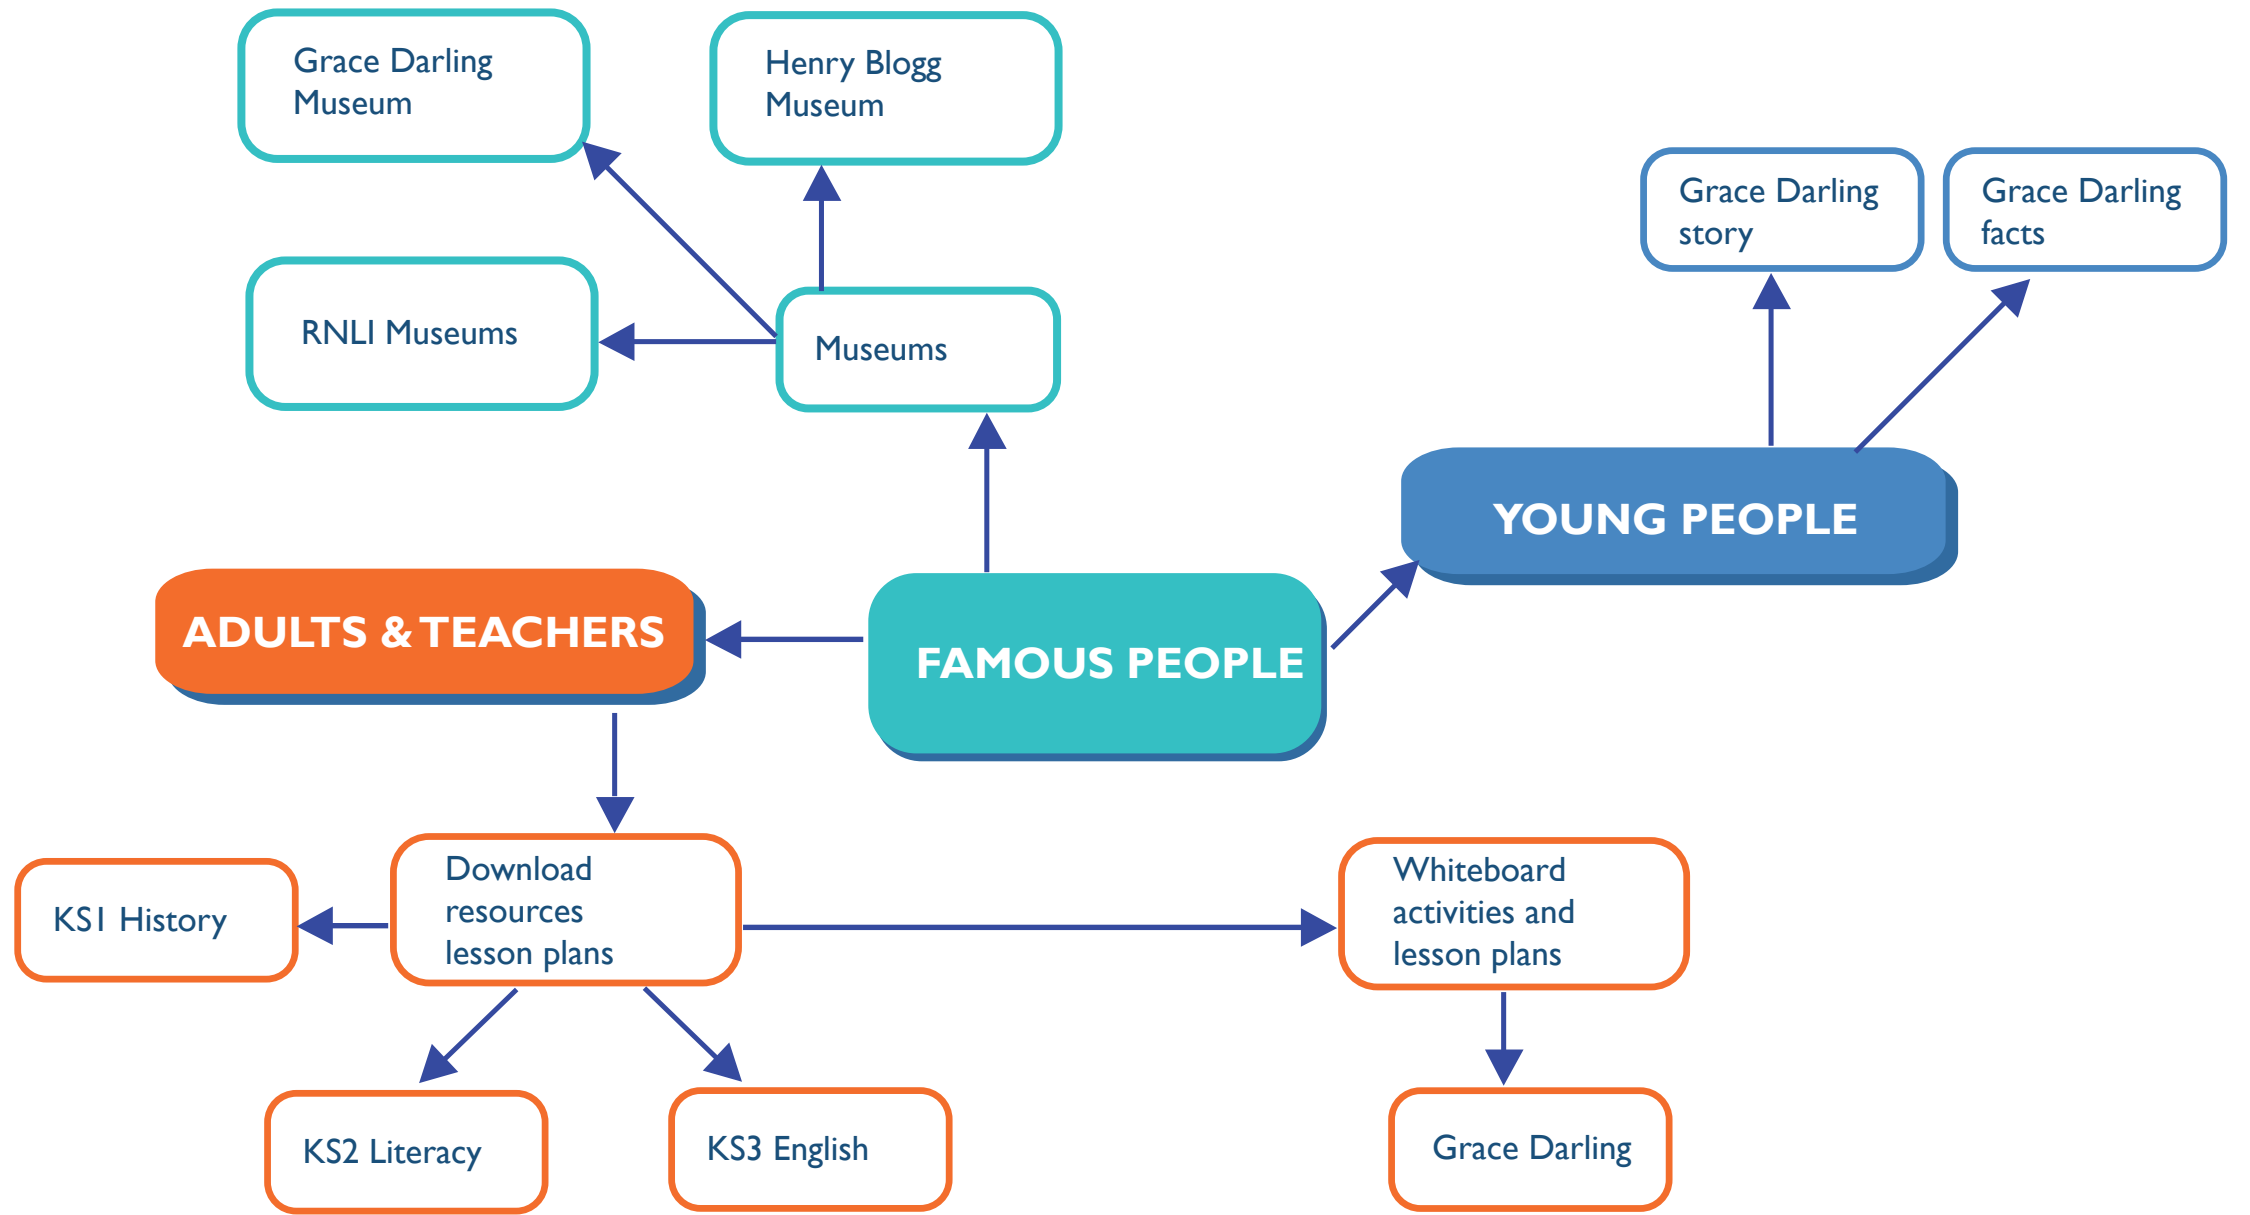 Grace Darling
Museum
Henry Blogg
Museum
Grace Darling
story
Grace Darling
facts
RNLI Museums
Museums
YOUNG PEOPLE
ADULTS & TEACHERS
FAMOUS PEOPLE
Download
resources
lesson plans
Whiteboard
activities and
lesson plans
KS1 History
KS2 Literacy
KS3 English
Grace Darling